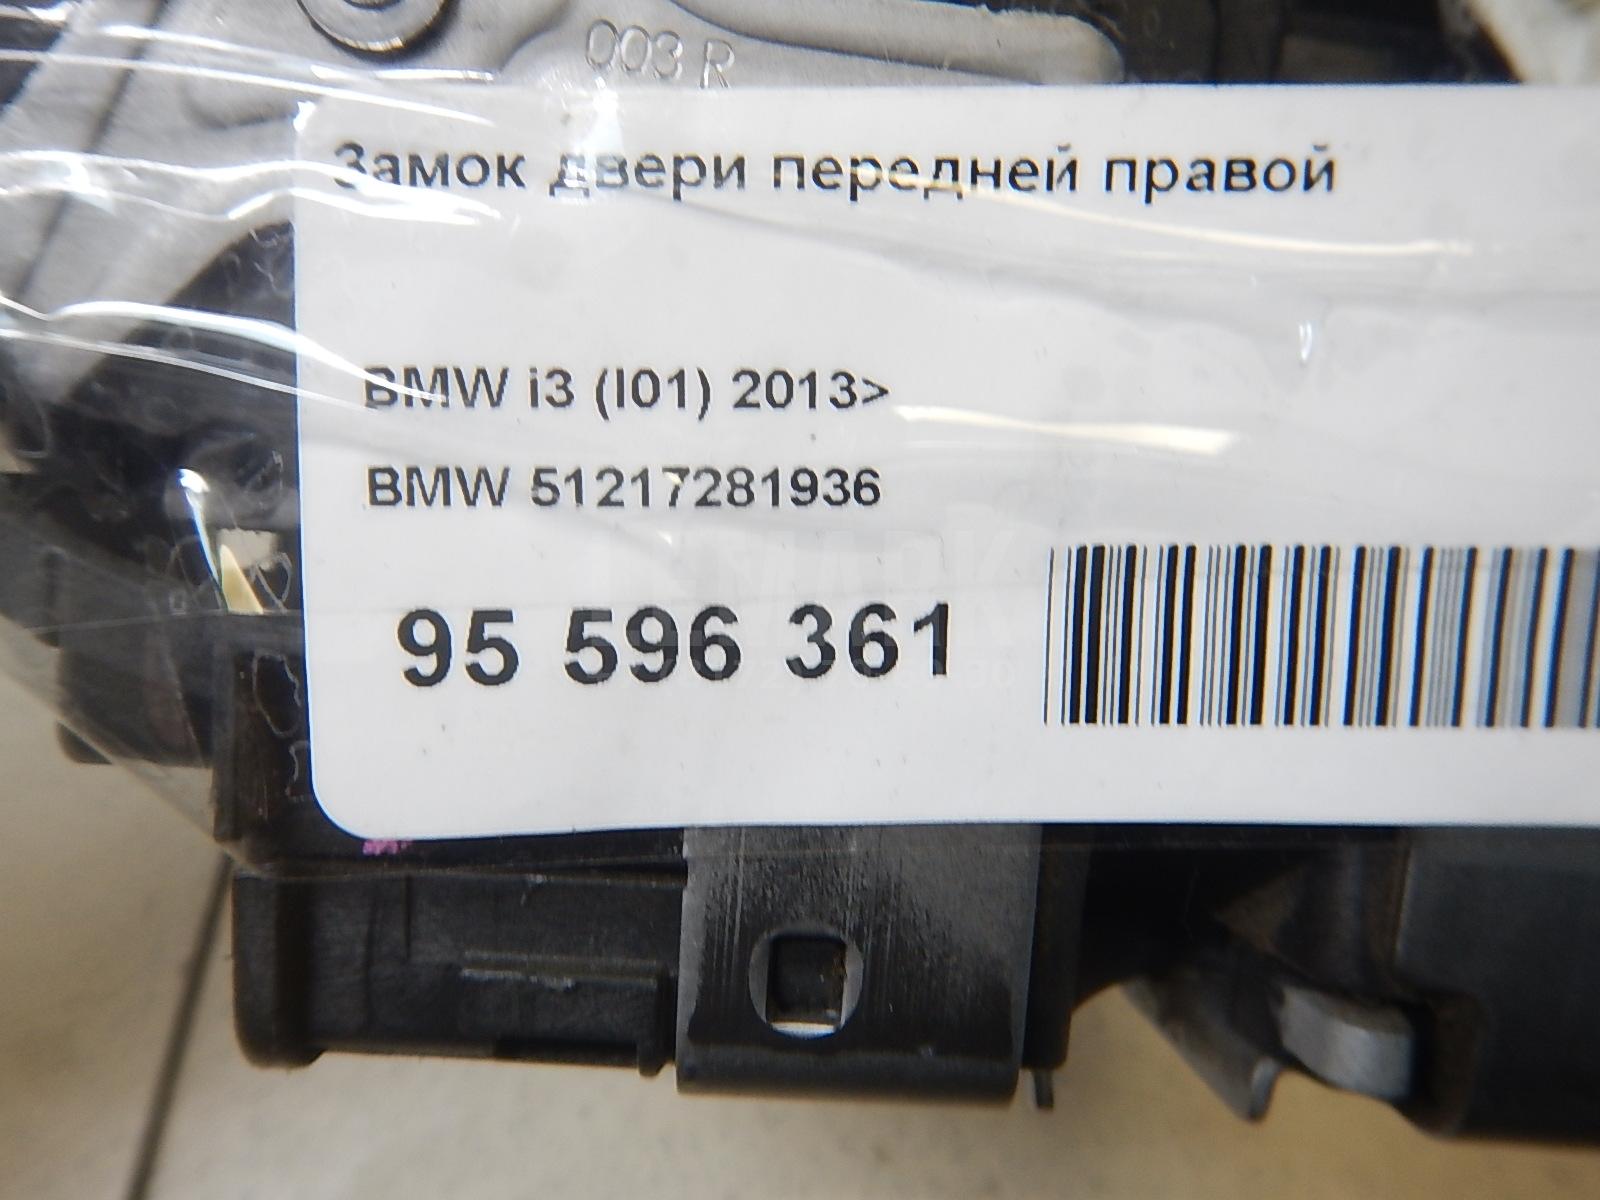 003 R
Замок двери передней правой
BMW i3 (I01) 2013>
BMW 51217281936
95 596 361